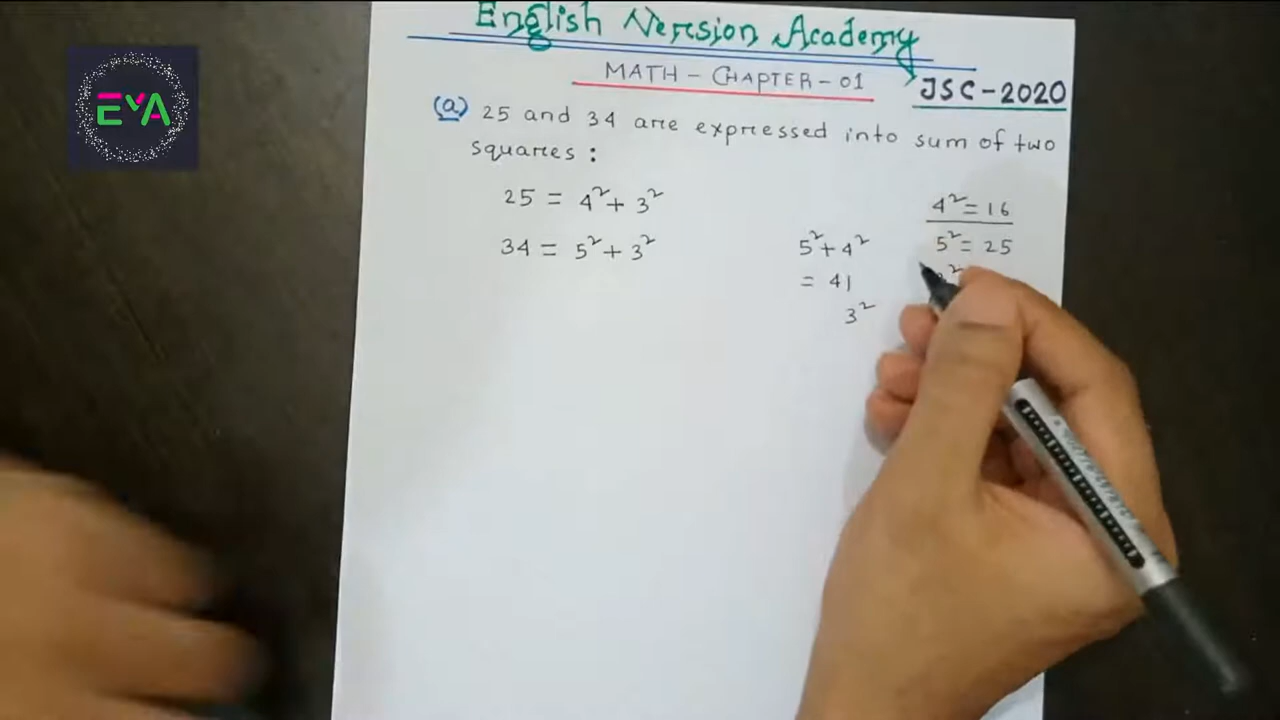 English Version Academy
MATH - CHAPTER - 01
JSC - 2020
EYA
(a) 25 and 34 are expressed into sum of two
squares :
25 = 4² + 3²
34 = 5² + 3²
5² + 4²
= 41
3²
4² = 16
5² = 25